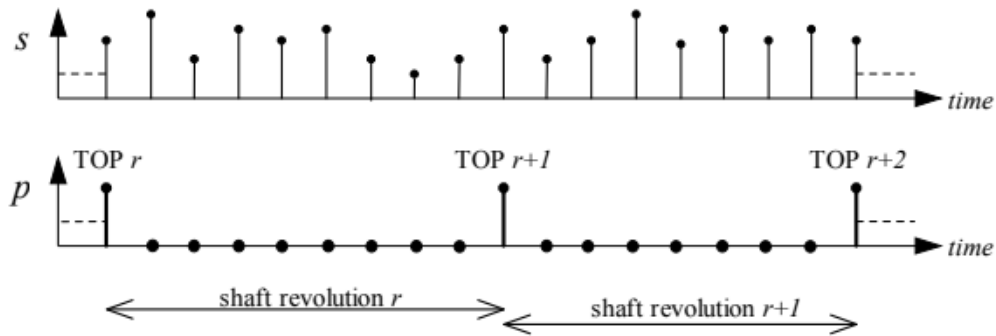 s
time
TOP r
TOP r+1
TOP r+2
p
time
shaft revolution r
shaft revolution r+1